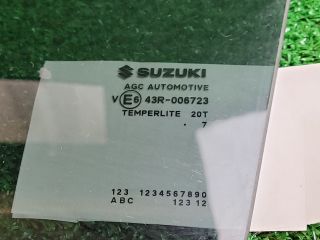 SUZUKI
AGC AUTOMOTIVE
V E6 43R-006723
TEMPERLITE 20T
. 7
123 1234567890
ABC 123 12